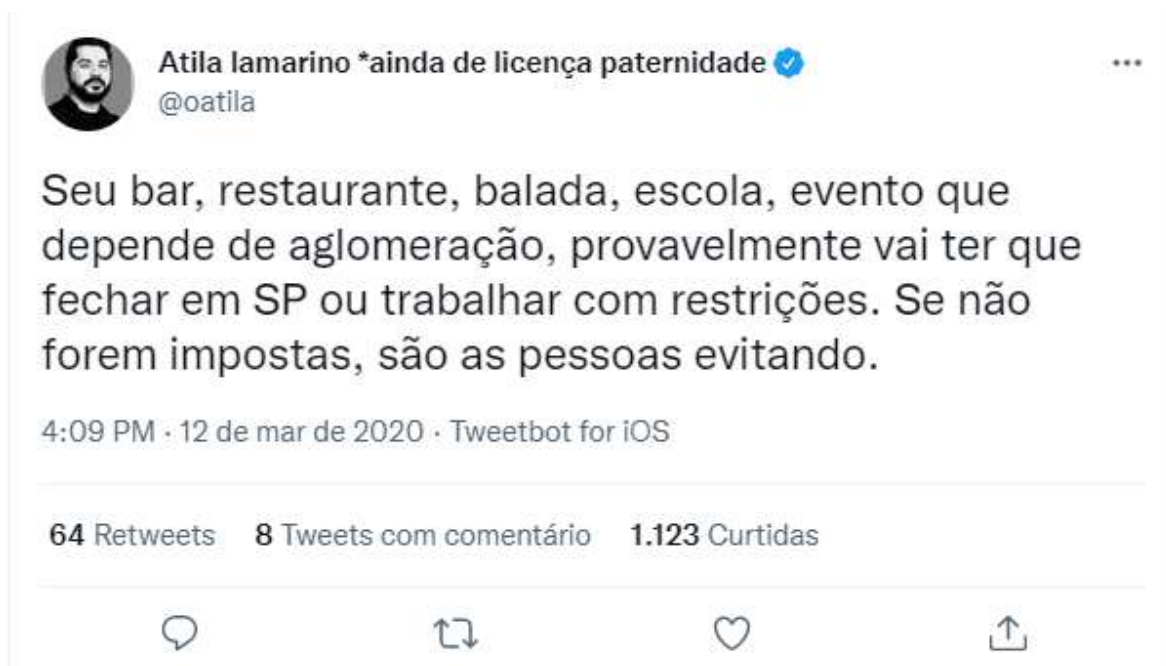 Atila Iamarino *ainda de licença paternidade
@oatila
Seu bar, restaurante, balada, escola, evento que
depende de aglomeração, provavelmente vai ter que
fechar em SP ou trabalhar com restrições. Se não
forem impostas, são as pessoas evitando.
4:09 PM · 12 de mar de 2020 · Tweetbot for iOS
64 Retweets 8 Tweets com comentário 1.123 Curtidas